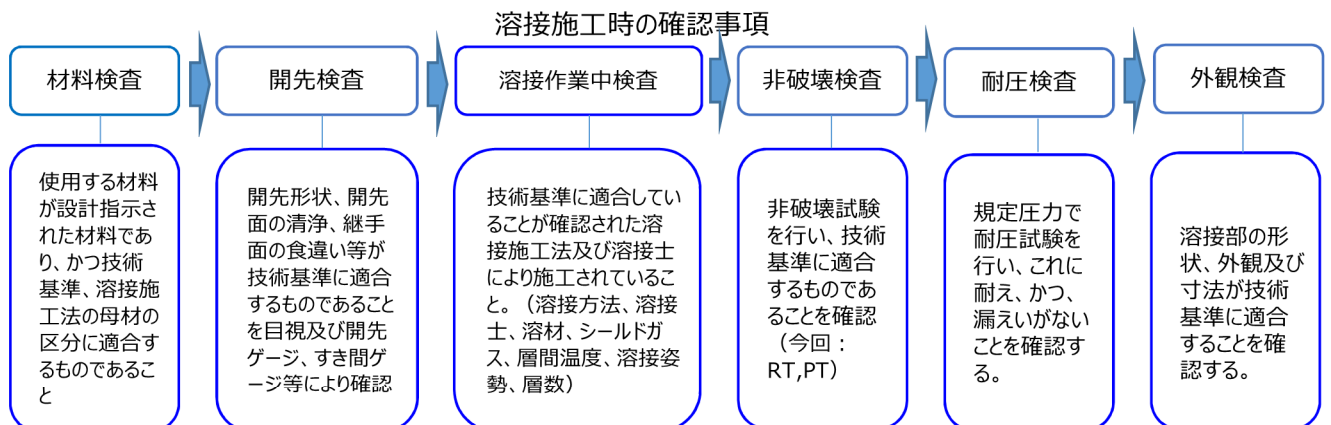 溶接施工時の確認事項
材料検査
開先検査
溶接作業中検査
非破壊検査
耐圧検査
外観検査
使用する材料
が設計指示さ
れた材料であ
り、かつ技術
基準、溶接施
工法の母材の
区分に適合する
ものであるこ
と
開先形状、開先
面の清浄、継手
面の食違い等が
技術基準に適合
するものであること
を目視及び開先
ゲージ、すき間ゲ
ージ等により確認
技術基準に適合してい
ることが確認された溶
接施工法及び溶接士
により施工されているこ
と。（溶接方法、溶接
士、溶材、シールドガ
ス、層間温度、溶接姿
勢、層数）
非破壊試験
を行い、技術
基準に適合
するものであ
ることを確認
（今回：
RT,PT）
規定圧力で
耐圧試験を
行い、これに
耐え、かつ、
漏えいがない
ことを確認す
る。
溶接部の形
状、外観及び
寸法が技術
基準に適合
することを確
認する。